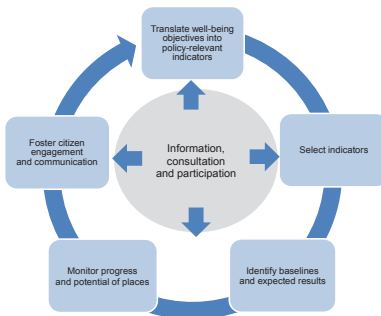 Translate well-being
objectives into
policy-relevant
indicators
Information,
consultation
and participation
Select indicators
Identify baselines
and expected results
Monitor progress
and potential of places
Foster citizen
engagement
and communication